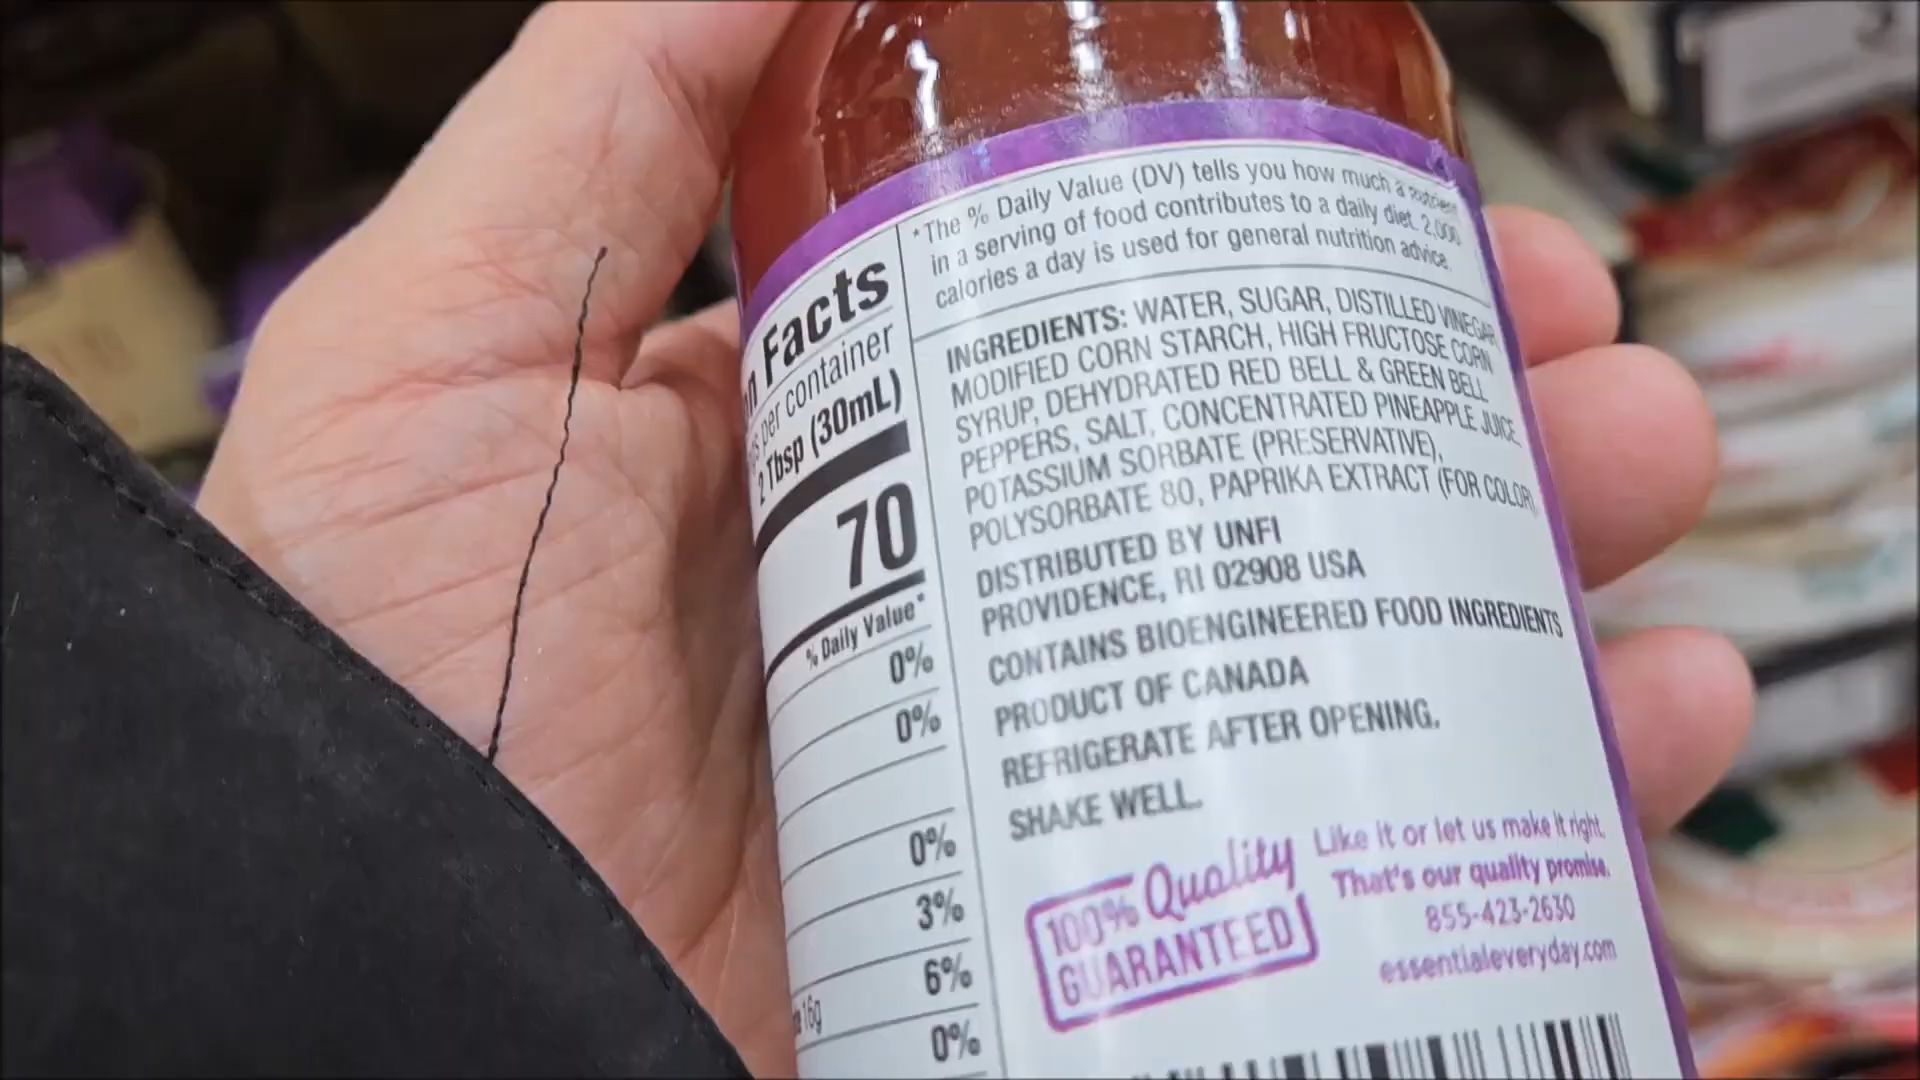 n Facts
per container
2 Tbsp (30mL)
70
% Daily Value*
0%
0%
0%
3%
6%
16g
0%
*The % Daily Value (DV) tells you how much a nutrient
in a serving of food contributes to a daily diet. 2,000
calories a day is used for general nutrition advice.
INGREDIENTS: WATER, SUGAR, DISTILLED VINEGAR,
MODIFIED CORN STARCH, HIGH FRUCTOSE CORN
SYRUP, DEHYDRATED RED BELL & GREEN BELL
PEPPERS, SALT, CONCENTRATED PINEAPPLE JUICE,
POTASSIUM SORBATE (PRESERVATIVE),
POLYSORBATE 80, PAPRIKA EXTRACT (FOR COLOR).
DISTRIBUTED BY UNFI
PROVIDENCE, RI 02908 USA
CONTAINS BIOENGINEERED FOOD INGREDIENTS
PRODUCT OF CANADA
REFRIGERATE AFTER OPENING.
SHAKE WELL.
100% Quality
GUARANTEED
Like it or let us make it right.
That's our quality promise.
855-423-2630
essentialeveryday.com